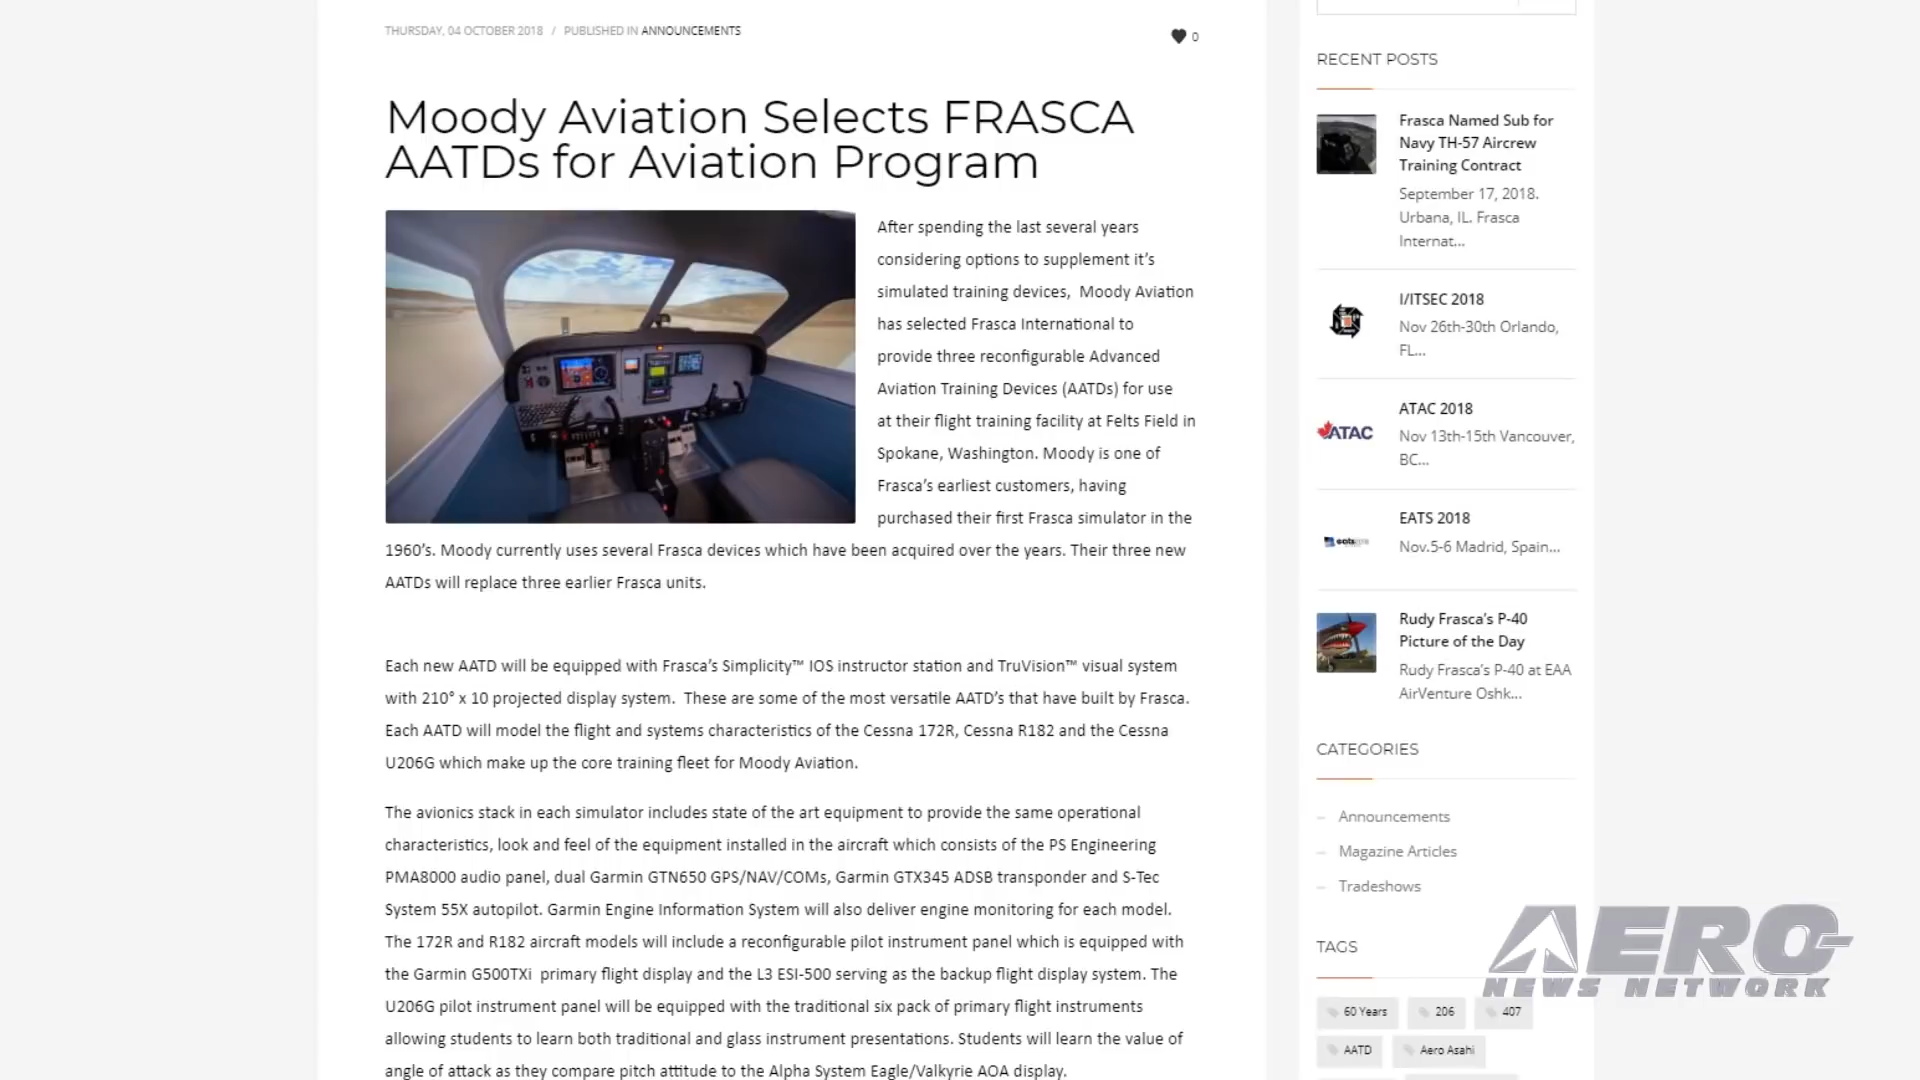 THURSDAY, 04 OCTOBER 2018 / PUBLISHED IN ANNOUNCEMENTS
0
Moody Aviation Selects FRASCA
AATDs for Aviation Program
After spending the last several years
considering options to supplement it's
simulated training devices, Moody Aviation
has selected Frasca International to
provide three reconfigurable Advanced
Aviation Training Devices (AATDs) for use
at their flight training facility at Felts Field in
Spokane, Washington. Moody is one of
Frasca's earliest customers, having
purchased their first Frasca simulator in the
1960's. Moody currently uses several Frasca devices which have been acquired over the years. Their three new
AATDs will replace three earlier Frasca units.
Each new AATD will be equipped with Frasca's Simplicity™ IOS instructor station and TruVision™ visual system
with 210° x 10 projected display system. These are some of the most versatile AATD's that have built by Frasca.
Each AATD will model the flight and systems characteristics of the Cessna 172R, Cessna R182 and the Cessna
U206G which make up the core training fleet for Moody Aviation.
The avionics stack in each simulator includes state of the art equipment to provide the same operational
characteristics, look and feel of the equipment installed in the aircraft which consists of the PS Engineering
PMA8000 audio panel, dual Garmin GTN650 GPS/NAV/COMs, Garmin GTX345 ADSB transponder and S-Tec
System 55X autopilot. Garmin Engine Information System will also deliver engine monitoring for each model.
The 172R and R182 aircraft models will include a reconfigurable pilot instrument panel which is equipped with
the Garmin G500TXi primary flight display and the L3 ESI-500 serving as the backup flight display system. The
U206G pilot instrument panel will be equipped with the traditional six pack of primary flight instruments
allowing students to learn both traditional and glass instrument presentations. Students will learn the value of
angle of attack as they compare pitch attitude to the Alpha System Eagle/Valkyrie AOA display.
RECENT POSTS
Frasca Named Sub for
Navy TH-57 Aircrew
Training Contract
September 17, 2018.
Urbana, IL. Frasca
Internat...
I/ITSEC 2018
Nov 26th-30th Orlando,
FL...
ATAC
ATAC 2018
Nov 13th-15th Vancouver,
BC...
eats
EATS 2018
Nov.5-6 Madrid, Spain...
Rudy Frasca's P-40
Picture of the Day
Rudy Frasca's P-40 at EAA
AirVenture Oshk...
CATEGORIES
Announcements
Magazine Articles
Tradeshows
TAGS
60 Years
206
407
AATD
Aero Asahi
AERO-
NEWS NETWORK